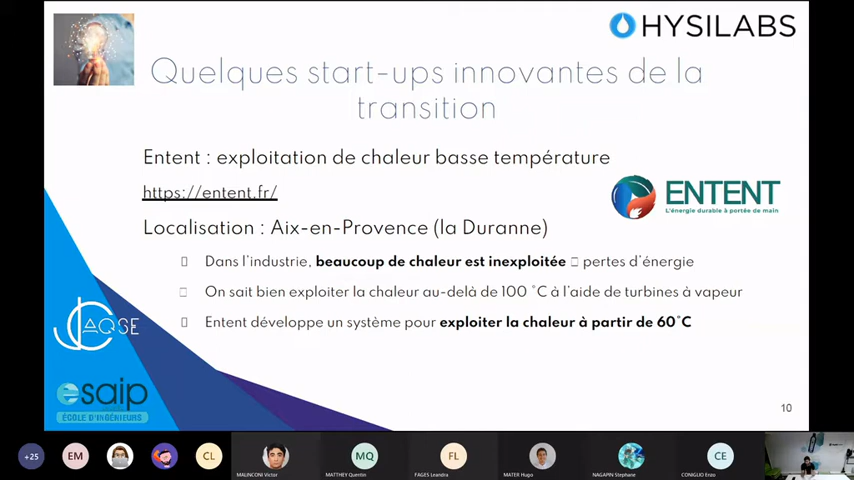 HYSILABS
Quelques start-ups innovantes de la
transition
Entent : exploitation de chaleur basse température
https://entent.fr/
ENTENT
L'énergie durable à portée de main
Localisation : Aix-en-Provence (la Duranne)
Dans l'industrie, beaucoup de chaleur est inexploitée □ pertes d'énergie
On sait bien exploiter la chaleur au-delà de 100 °C à l'aide de turbines à vapeur
Entent développe un système pour exploiter la chaleur à partir de 60°C
JCAQSE
esaip
ÉCOLE D'INGÉNIEURS
10
+25
EM
CL
MALINCONI Victor
MQ
MATTHEY Quentin
FL
FAGES Leandra
MATER Hugo
NAGAPIN Stephane
CE
CONIGLIO Enzo